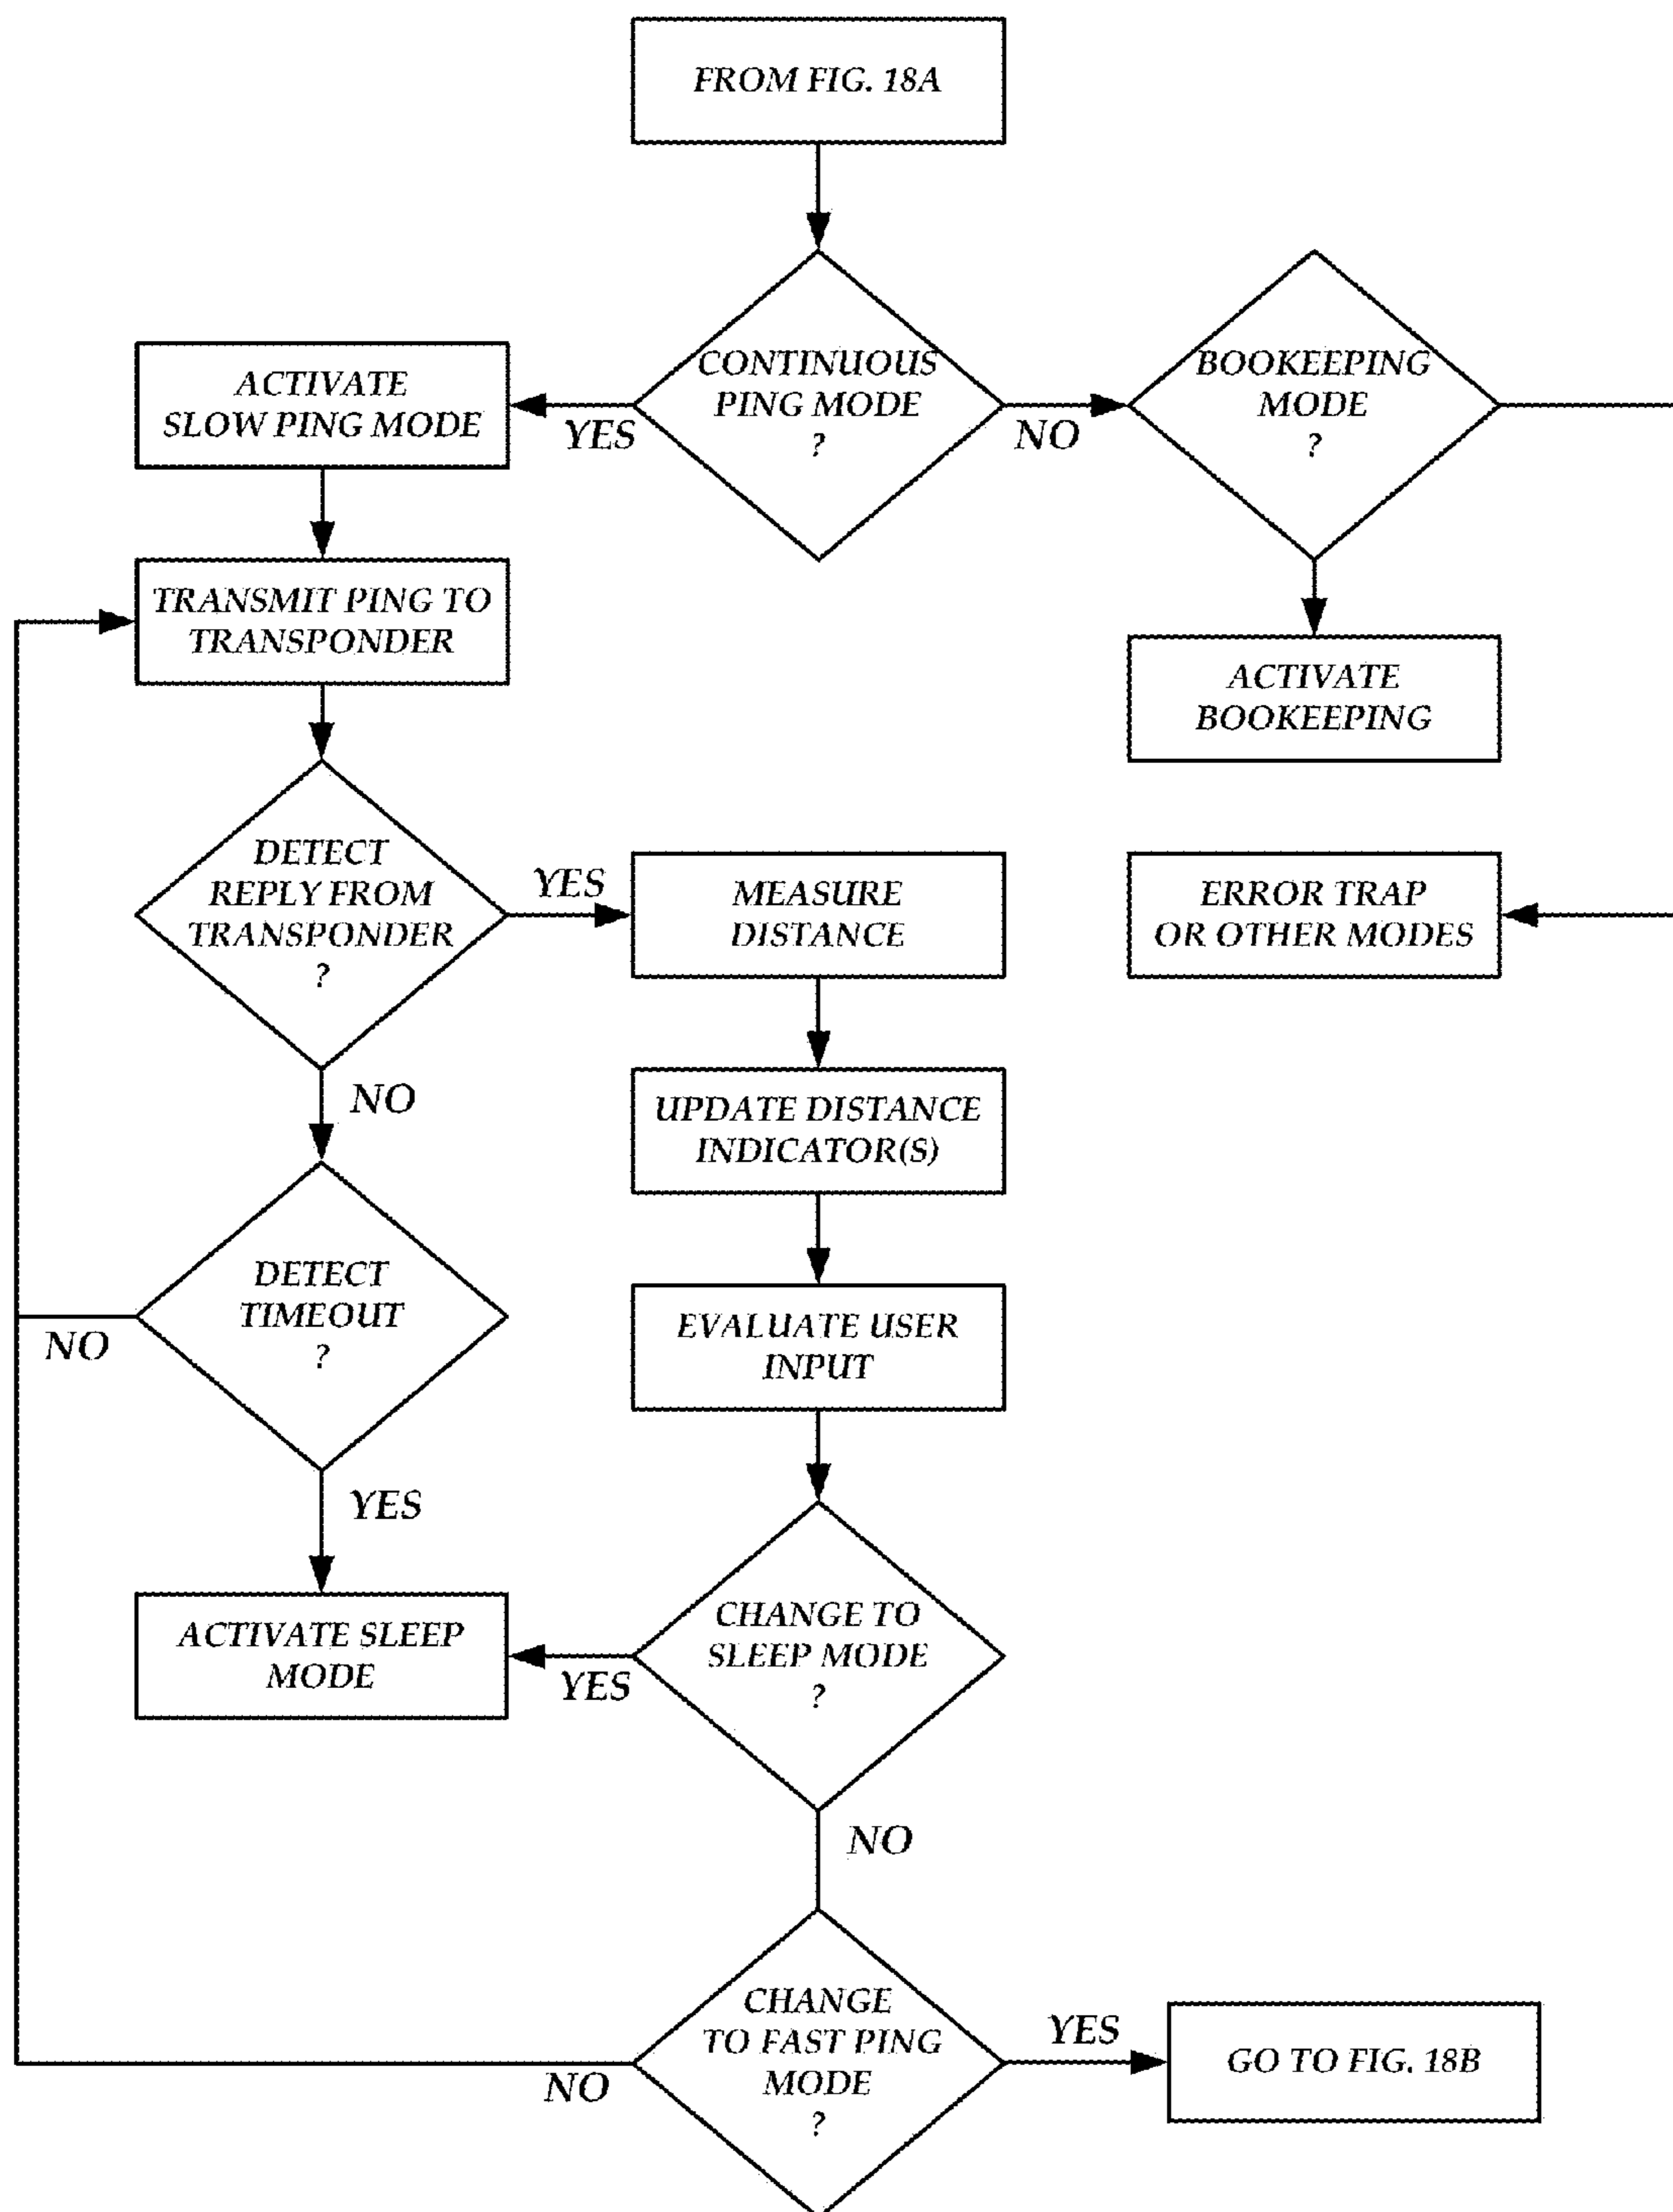 FROM FIG. 18A
CONTINUOUS
PING MODE
?
BOOKEEPING
MODE
?
ACTIVATE
SLOW PING MODE
YES
NO
TRANSMIT PING TO
TRANSPONDER
ACTIVATE
BOOKEEPING
DETECT
REPLY FROM
TRANSPONDER
?
YES
MEASURE
DISTANCE
ERROR TRAP
OR OTHER MODES
NO
UPDATE DISTANCE
INDICATOR(S)
DETECT
TIMEOUT
?
NO
EVALUATE USER
INPUT
YES
ACTIVATE SLEEP
MODE
CHANGE TO
SLEEP MODE
?
YES
NO
CHANGE
TO FAST PING
MODE
?
YES
GO TO FIG. 18B
NO